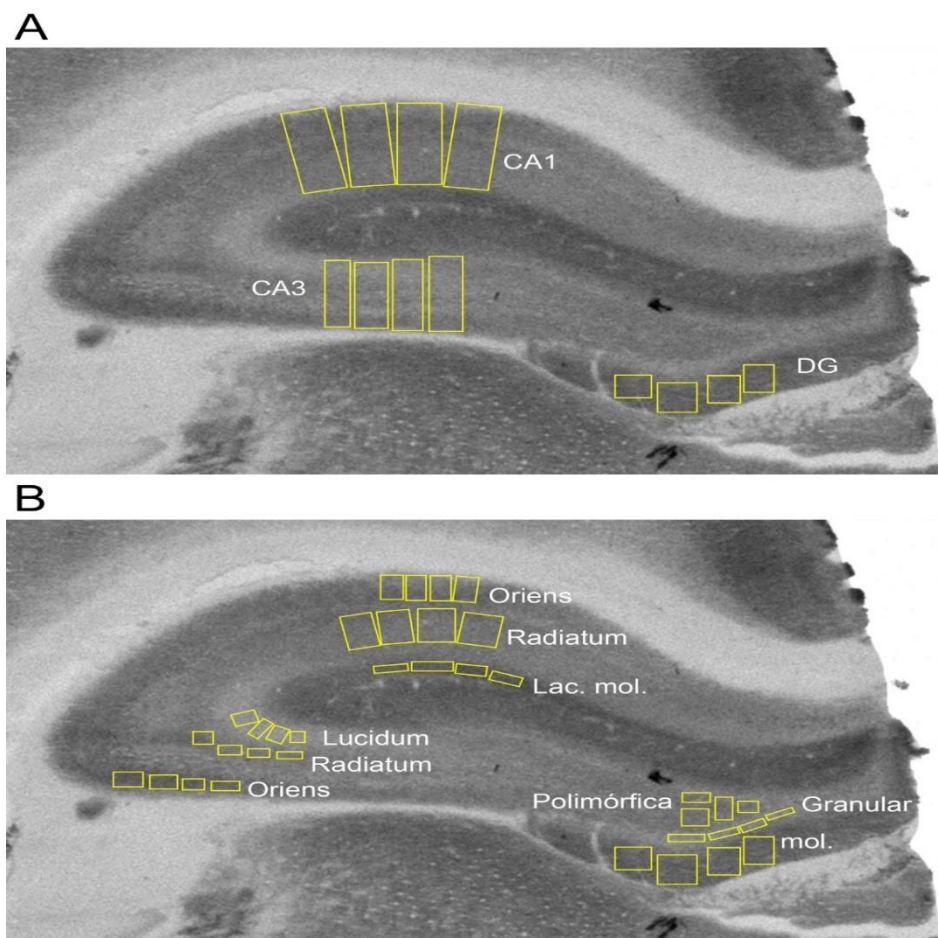 A
CA1
CA3
DG
B
Oriens
Radiatum
Lac. mol.
Lucidum
Radiatum
Oriens
Polimórfica
Granular
mol.